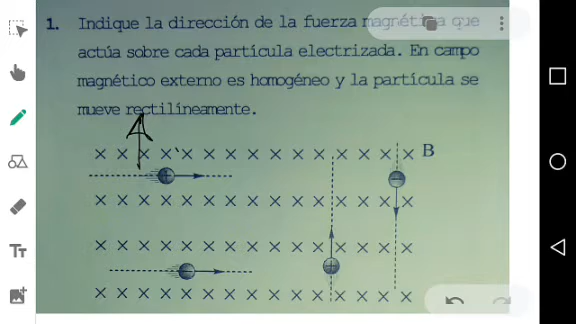 1. Indique la dirección de la fuerza magnética que
actúa sobre cada partícula electrizada. En campo
magnético externo es homogéneo y la partícula se
mueve rectilíneamente.
B
Tt